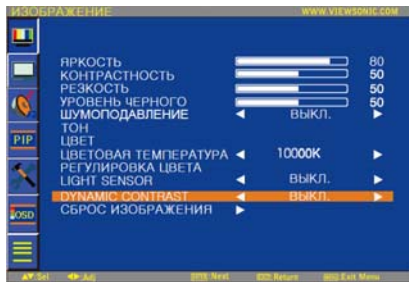 ИЗОБРАЖЕНИЕ WWW.VIEWSONIC.COM
ЯРКОСТЬ 80
КОНТРАСТНОСТЬ 50
РЕЗКОСТЬ 50
УРОВЕНЬ ЧЕРНОГО 50
ШУМОПОДАВЛЕНИЕ ВЫКЛ.
ТОН
ЦВЕТ
PIP
ЦВЕТОВАЯ ТЕМПЕРАТУРА 10000K
РЕГУЛИРОВКА ЦВЕТА
LIGHT SENSOR ВЫКЛ.
DYNAMIC CONTRAST ВЫКЛ.
OSD
СБРОС ИЗОБРАЖЕНИЯ
Sel Adj Next Return Exit Menu